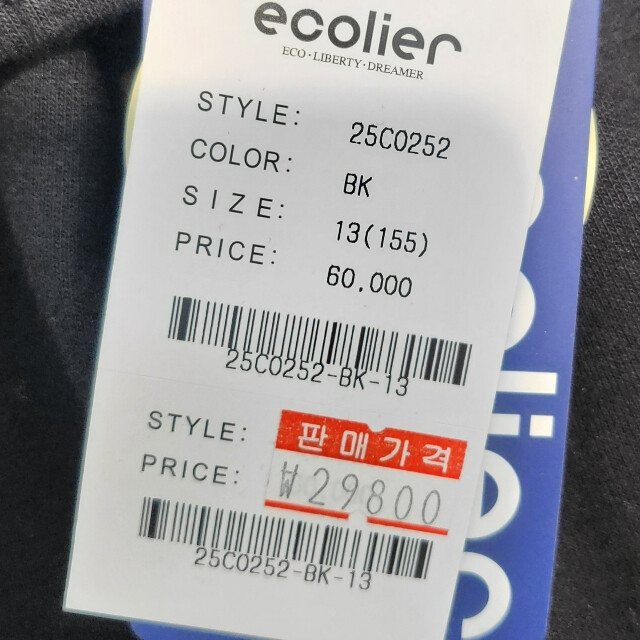 ecolier
ECO·LIBERTY·DREAMER
STYLE: 25C0252
COLOR: BK
SIZE: 13(155)
PRICE: 60.000
25C0252-BK-13
STYLE:
판매가격
PRICE: ₩29800
25C0252-BK-13